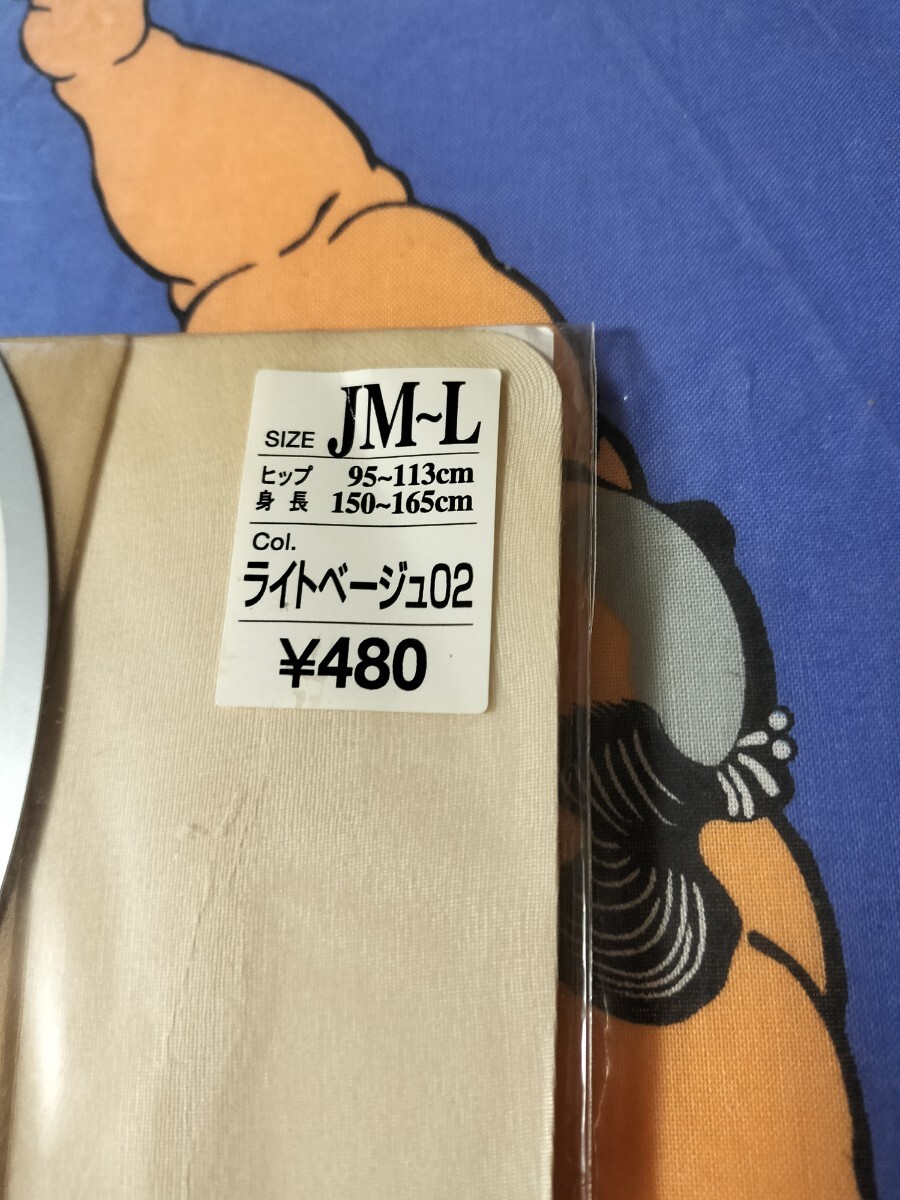 SIZE JM~L
ヒップ 95~113cm
身長 150~165cm
Col.
ライトベージュ02
¥480